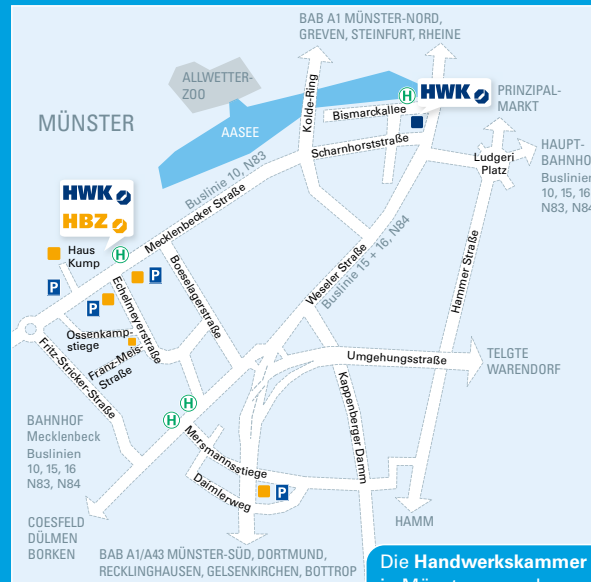 BAB A1 MÜNSTER-NORD,
GREVEN, STEINFURT, RHEINE
ALLWETTER-
ZOO
Kolde-Ring
H
HWK
Bismarckallee
PRINZIPAL-
MARKT
MÜNSTER
AASEE
Scharnhorststraße
Ludgeri
Platz
HAUPT-
BAHNHO
Buslinien
10, 15, 16
N83, N84
Buslinie 10, N83
Mecklenbecker Straße
HWK
HBZ
H
Haus
Kump
P
P
P
Echelmeyerstraße
Boeselagerstraße
Weseler Straße
Buslinie 15 + 16, N84
Hammer Straße
Ossenkamp-
stiege
Franz-Meis-
Straße
Fritz-Stricker-Straße
Umgehungsstraße
TELGTE
WARENDORF
Kappenberger Damm
H
H
BAHNHOF
Mecklenbeck
Buslinien
10, 15, 16
N83, N84
Mersmannsstiege
Daimlerweg
P
COESFELD
DÜLMEN
BORKEN
HAMM
BAB A1/A43 MÜNSTER-SÜD, DORTMUND,
RECKLINGHAUSEN, GELSENKIRCHEN, BOTTROP
Die Handwerkskammer